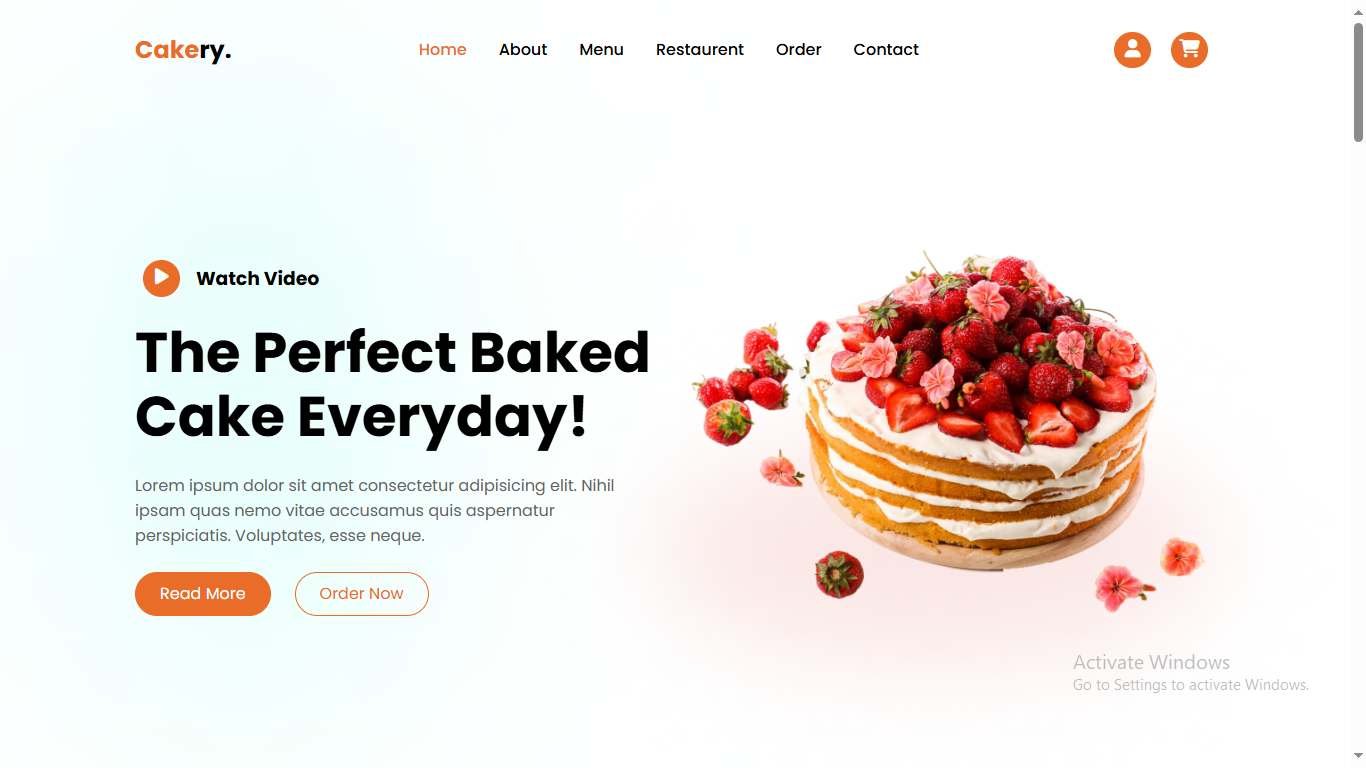 Cakery.
Home About Menu Restaurent Order Contact
Watch Video
The Perfect Baked
Cake Everyday!
Lorem ipsum dolor sit amet consectetur adipisicing elit. Nihil
ipsam quas nemo vitae accusamus quis aspernatur
perspiciatis. Voluptates, esse neque.
Read More Order Now
Activate Windows
Go to Settings to activate Windows.